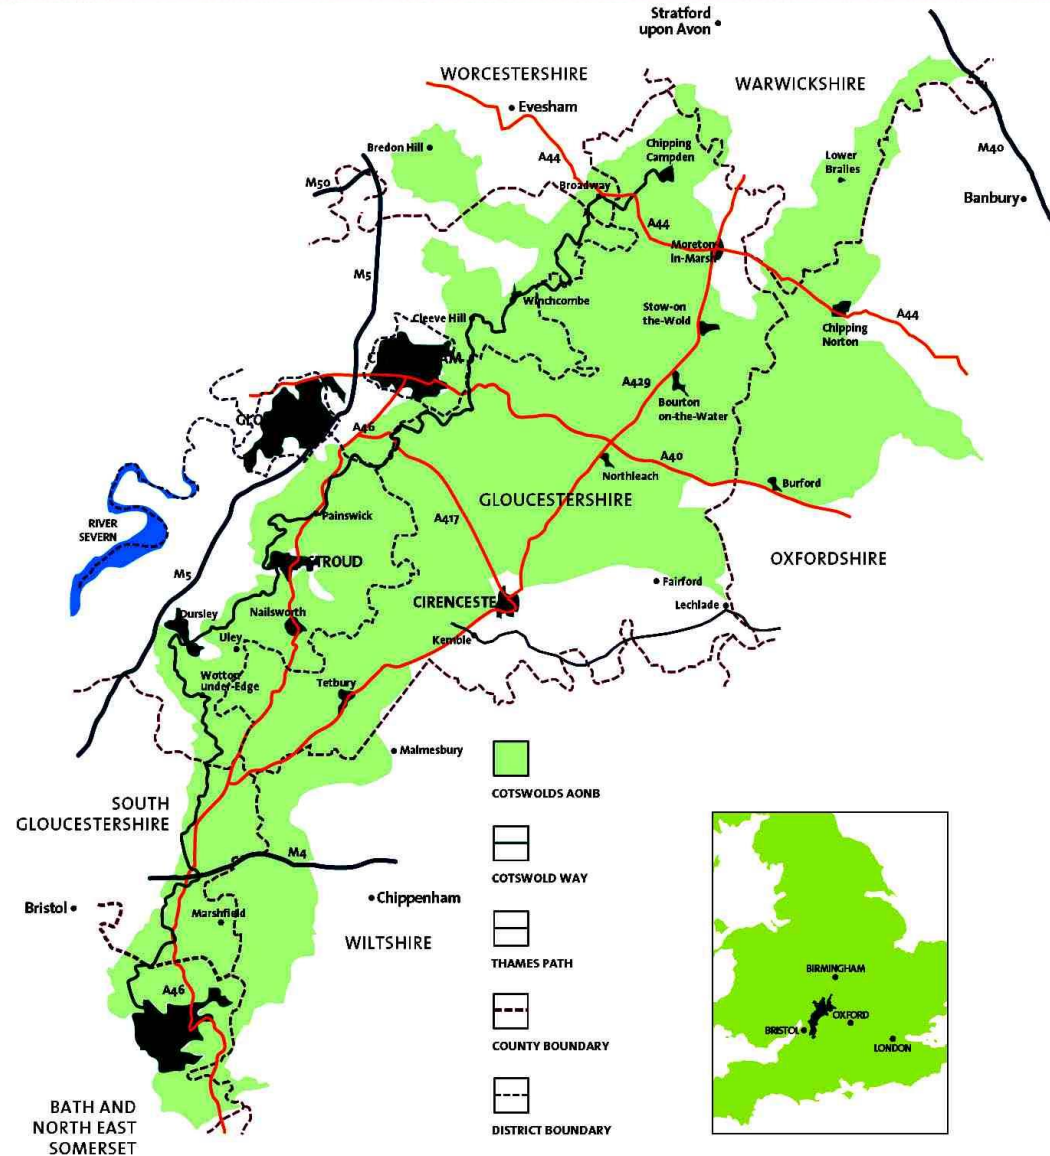 Stratford
upon Avon
WORCESTERSHIRE
WARWICKSHIRE
Evesham
M40
Bredon Hill
A44
Chipping
Campden
Lower
Brailes
M50
Broadway
Banbury
A44
Moreton
in-Marsh
M5
Winchcombe
Stow-on
the-Wold
Cleeve Hill
Chipping
Norton
A44
A429
Bourton
on-the-Water
A46
A40
Northleach
Burford
GLOUCESTERSHIRE
RIVER
SEVERN
Painswick
A417
OXFORDSHIRE
STROUD
M5
Fairford
CIRENCESTE
Lechlade
Dursley
Nailsworth
Uley
Kemble
Wotton
under-Edge
Tetbury
Malmesbury
COTSWOLDS AONB
SOUTH
GLOUCESTERSHIRE
M4
COTSWOLD WAY
Bristol
Chippenham
Marshfield
WILTSHIRE
THAMES PATH
A46
COUNTY BOUNDARY
BATH AND
NORTH EAST
SOMERSET
DISTRICT BOUNDARY
BIRMINGHAM
OXFORD
BRISTOL
LONDON